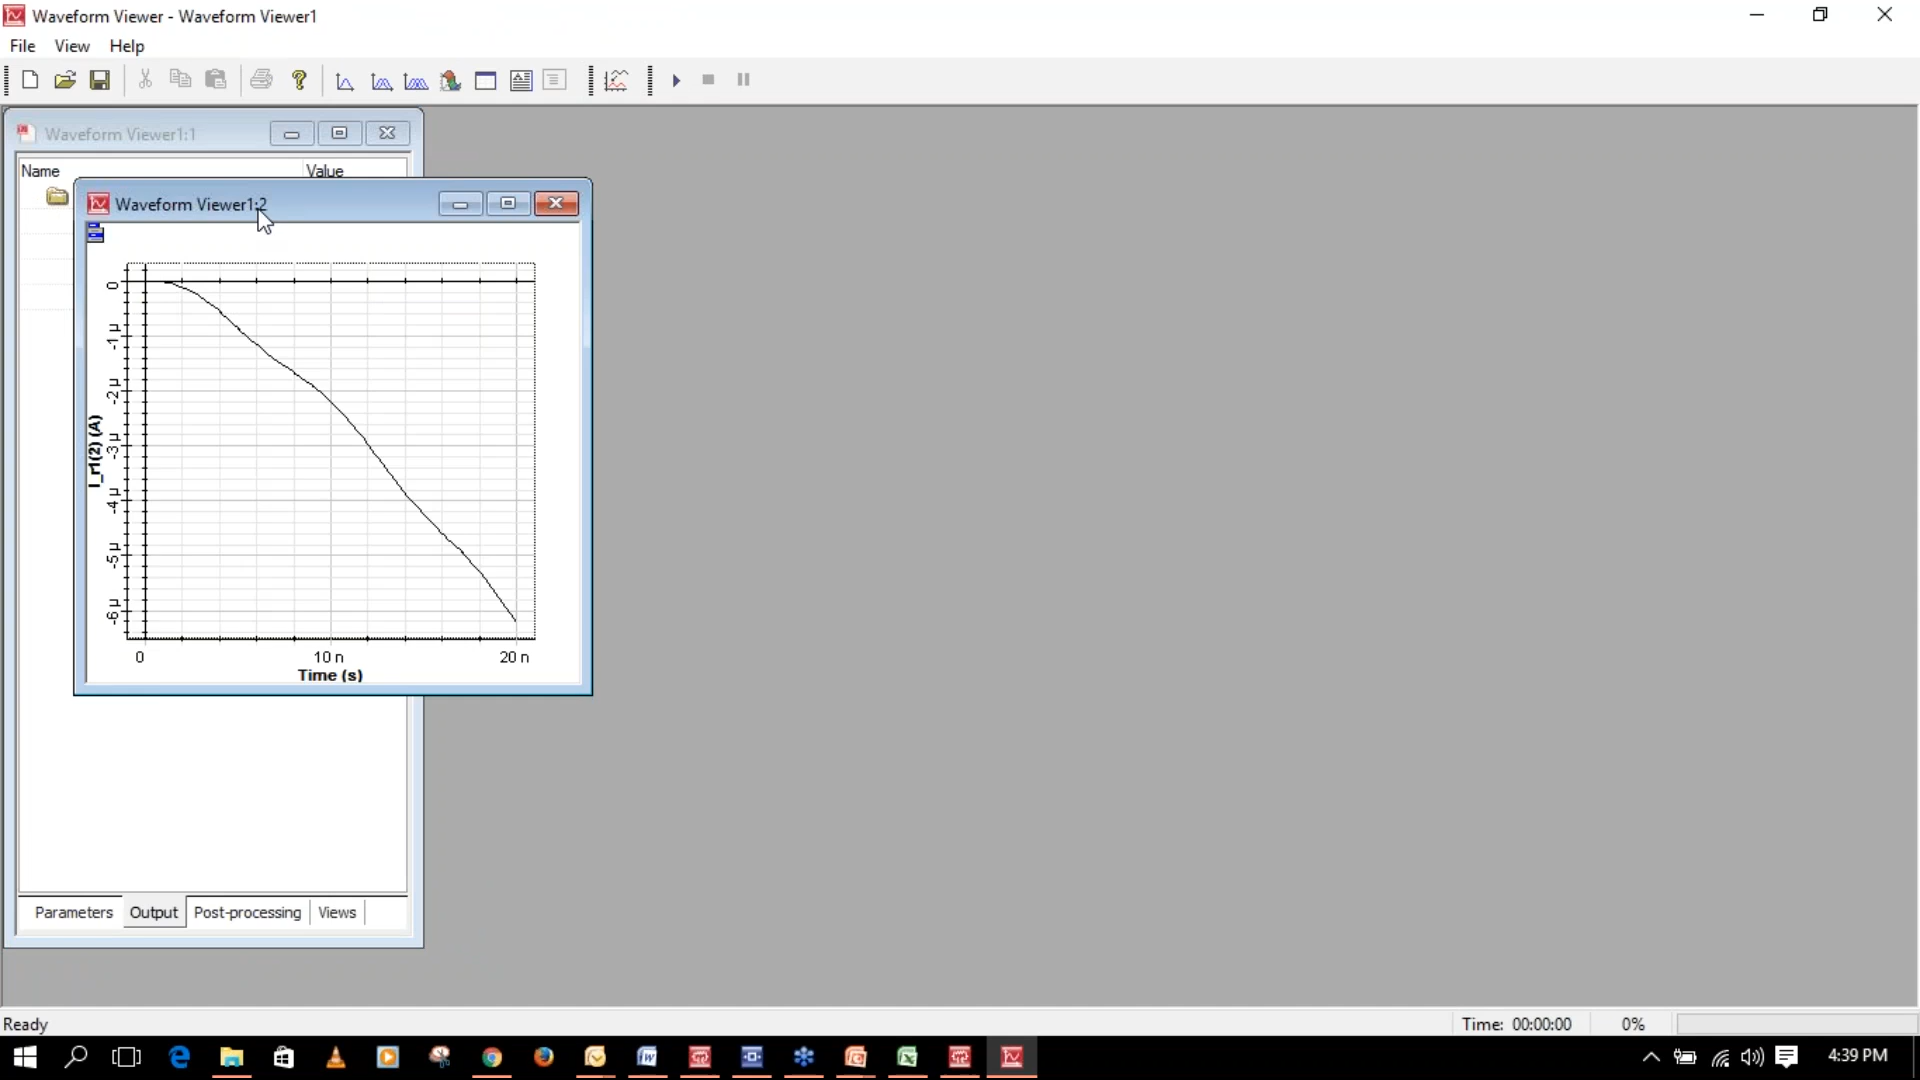 Waveform Viewer - Waveform Viewer1
File View Help
Waveform Viewer1:1
Name Value
Waveform Viewer1:2
I_r1(2) (A)
0
-1 µ
-2 µ
-3 µ
-4 µ
-5 µ
-6 µ
0 10 n 20 n
Time (s)
Parameters Output Post-processing Views
Ready Time: 00:00:00 0%
4:39 PM